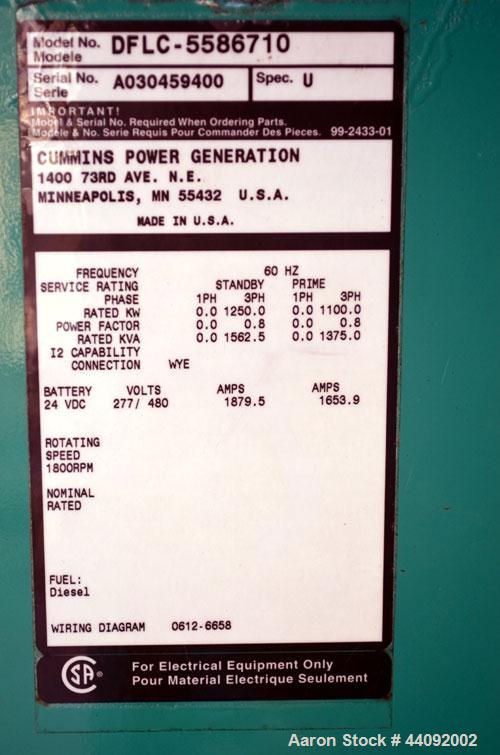 Model No. DFLC-5586710
Modele
Serial No. A030459400 Spec. U
Serie
IMPORTANT!
Model & Serial No. Required When Ordering Parts.
Modele & No. Serie Requis Pour Commander Des Pieces. 99-2433-01
CUMMINS POWER GENERATION
1400 73RD AVE. N.E.
MINNEAPOLIS, MN 55432 U.S.A.
MADE IN U.S.A.
FREQUENCY 60 HZ
SERVICE RATING STANDBY PRIME
PHASE 1PH 3PH 1PH 3PH
RATED KW 0.0 1250.0 0.0 1100.0
POWER FACTOR 0.0 0.8 0.0 0.8
RATED KVA 0.0 1562.5 0.0 1375.0
I2 CAPABILITY
CONNECTION WYE
BATTERY VOLTS AMPS AMPS
24 VDC 277/ 480 1879.5 1653.9
ROTATING
SPEED
1800RPM
NOMINAL
RATED
FUEL:
Diesel
WIRING DIAGRAM 0612-6658
CSA®
For Electrical Equipment Only
Pour Material Electrique Seulement
Aaron Stock # 44092002